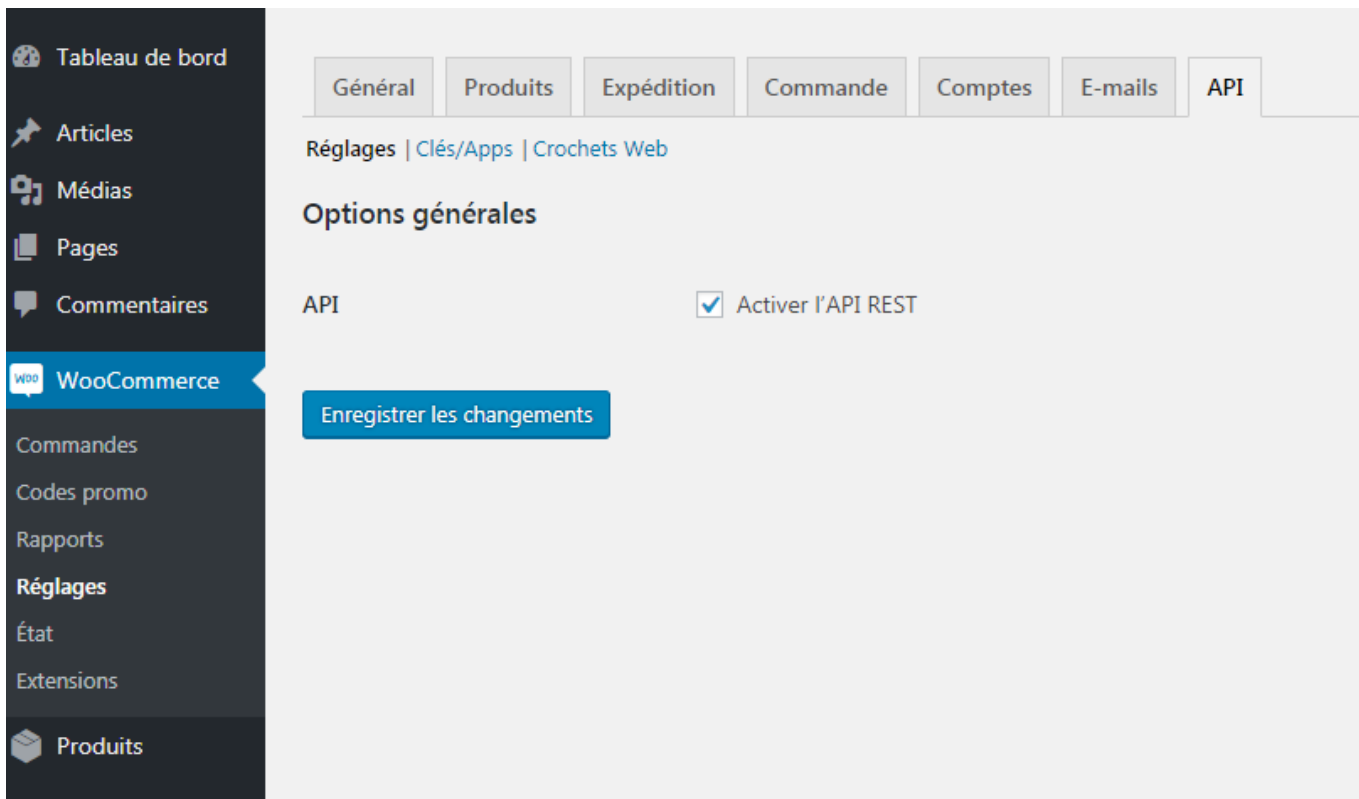 Tableau de bord
Articles
Médias
Pages
Commentaires
Woo WooCommerce
Commandes
Codes promo
Rapports
Réglages
État
Extensions
Produits
Général Produits Expédition Commande Comptes E-mails API
Réglages | Clés/Apps | Crochets Web
Options générales
API Activer l’API REST
Enregistrer les changements